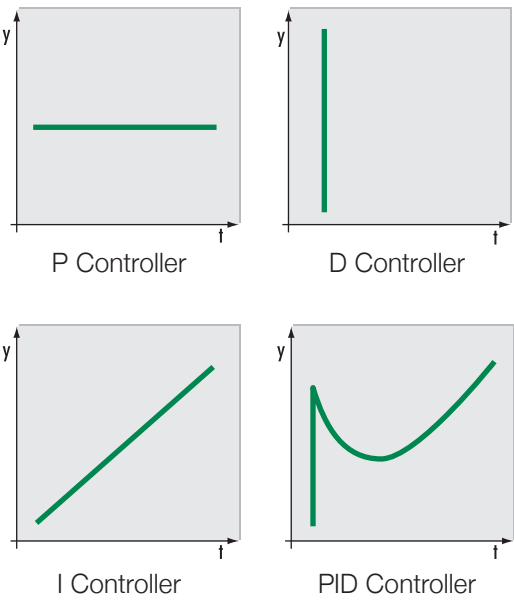 y
t
P Controller
y
t
D Controller
y
t
I Controller
y
t
PID Controller